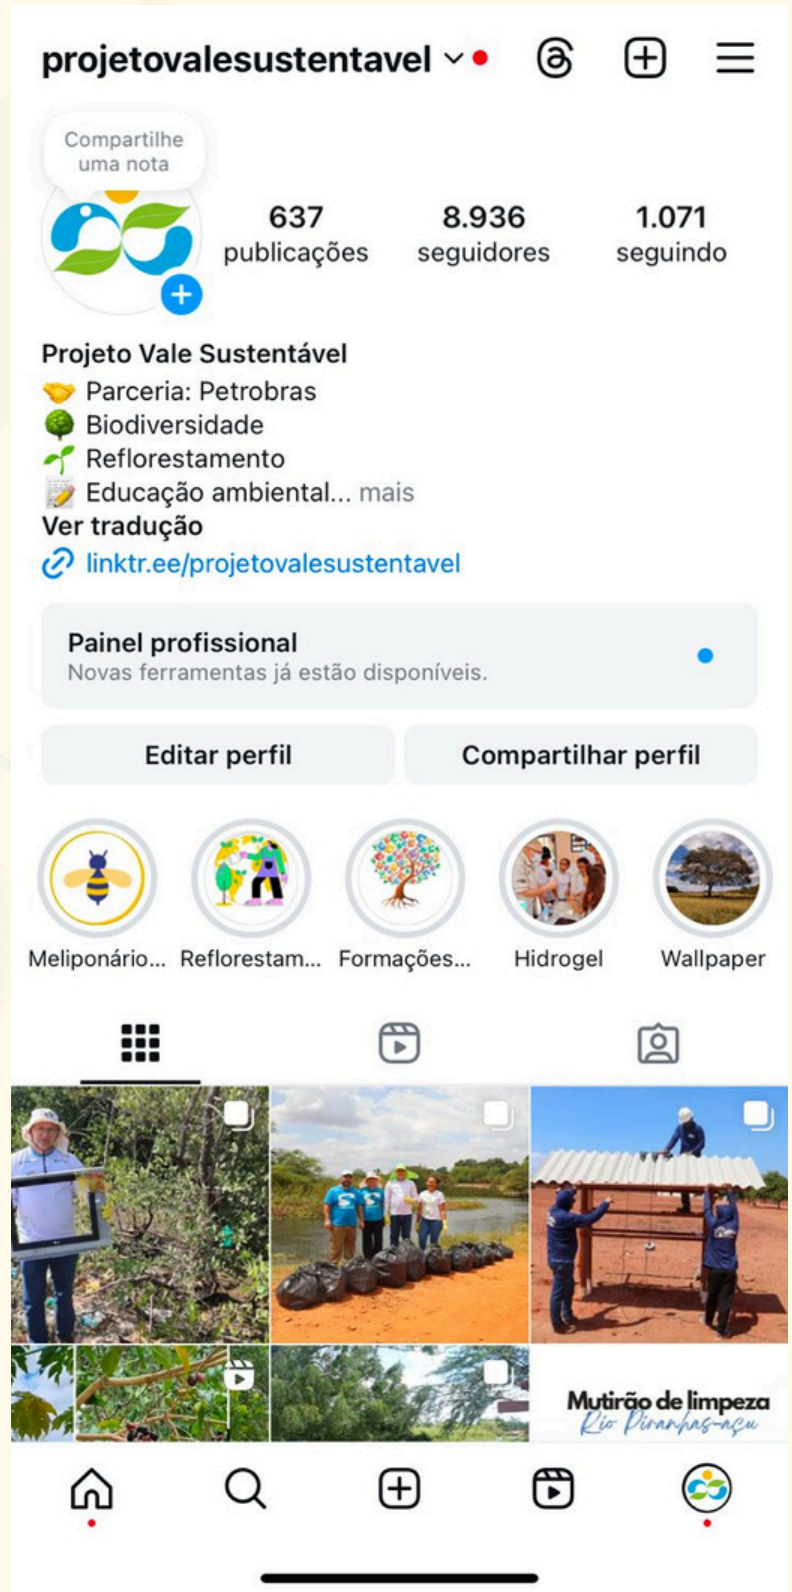 projetovalesustentavel
Compartilhe
uma nota
637
publicações
8.936
seguidores
1.071
seguindo
Projeto Vale Sustentável
Parceria: Petrobras
Biodiversidade
Reflorestamento
Educação ambiental... mais
Ver tradução
linktr.ee/projetovalesustentavel
Painel profissional
Novas ferramentas já estão disponíveis.
Editar perfil
Compartilhar perfil
Meliponário...
Reflorestam...
Formações...
Hidrogel
Wallpaper
Mutirão de limpeza
Rio Piranhas-açu